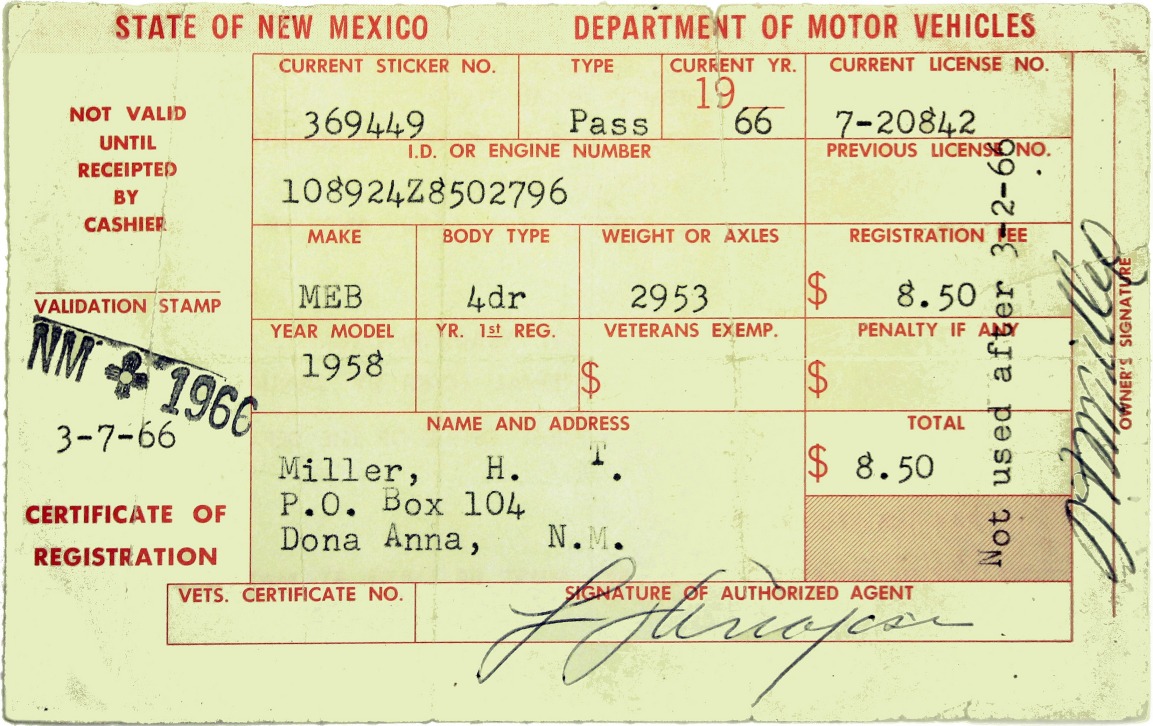 STATE OF NEW MEXICO DEPARTMENT OF MOTOR VEHICLES
NOT VALID
UNTIL
RECEIPTED
BY
CASHIER
VALIDATION STAMP
NM 1966
3-7-66
CERTIFICATE OF
REGISTRATION
CURRENT STICKER NO. TYPE CURRENT YR. CURRENT LICENSE NO.
19
369449 Pass 66 7-20842
I.D. OR ENGINE NUMBER PREVIOUS LICENSE NO.
108924Z8502796
MAKE BODY TYPE WEIGHT OR AXLES REGISTRATION FEE
MEB 4dr 2953 $ 8.50
YEAR MODEL YR. 1st REG. VETERANS EXEMP. PENALTY IF ANY
1958 $ $
NAME AND ADDRESS TOTAL
Miller, H. T. $ 8.50
P.O. Box 104
Dona Anna, N.M.
VETS. CERTIFICATE NO. SIGNATURE OF AUTHORIZED AGENT
Not used after 3-2-66
OWNER'S SIGNATURE